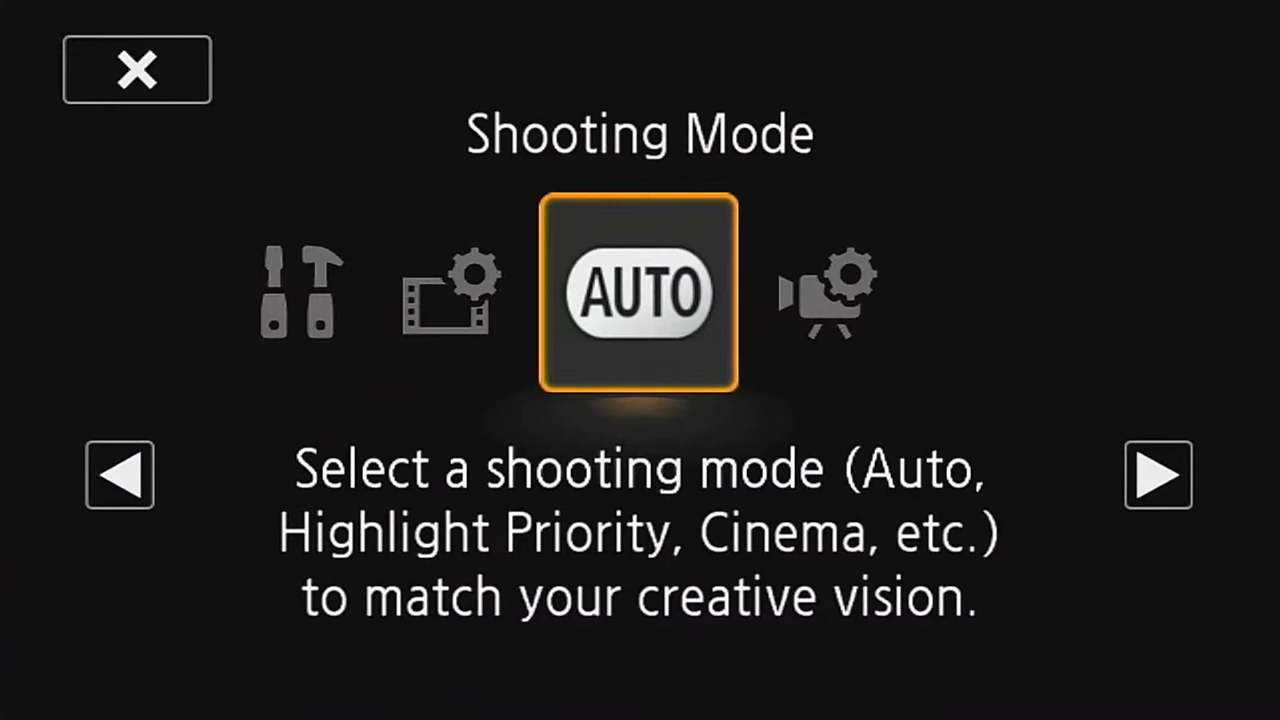 Shooting Mode
AUTO
Select a shooting mode (Auto,
Highlight Priority, Cinema, etc.)
to match your creative vision.